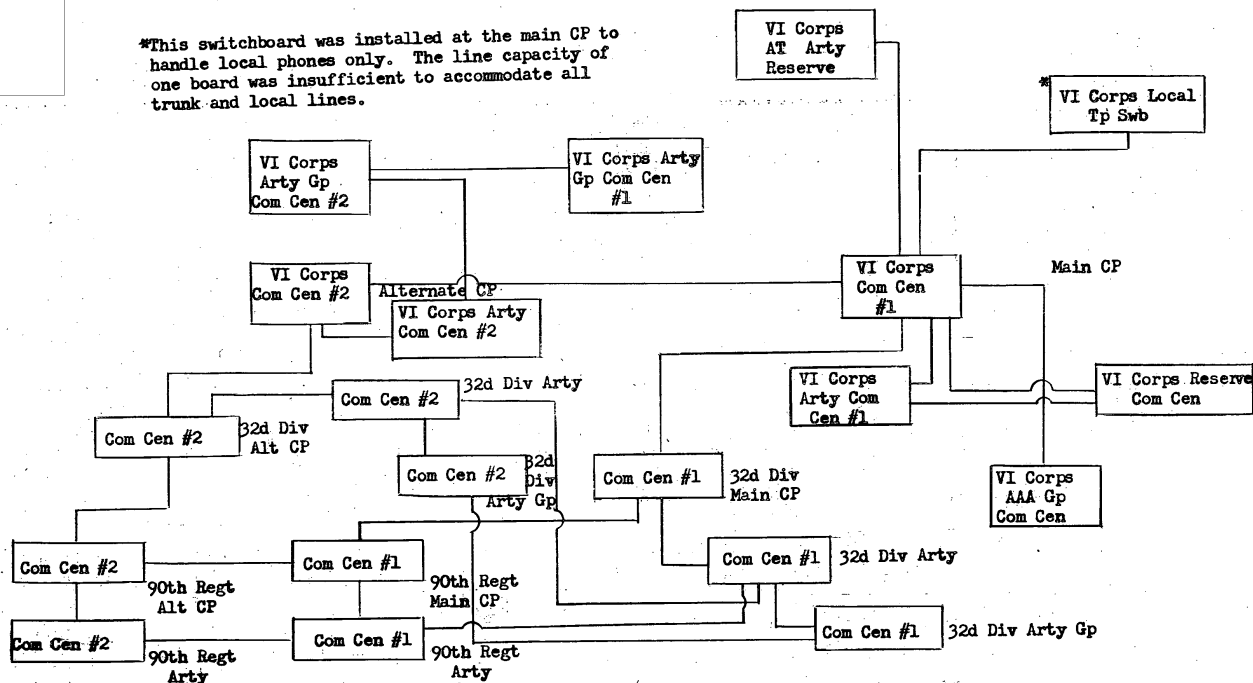 *This switchboard was installed at the main CP to
handle local phones only. The line capacity of
one board was insufficient to accommodate all
trunk and local lines.
VI Corps
AT Arty
Reserve
*
VI Corps Local
Tp Swb
VI Corps
Arty Gp
Com Cen #2
VI Corps Arty
Gp Com Cen
#1
VI Corps
Com Cen #2
Alternate CP
VI Corps Arty
Com Cen #2
VI Corps
Com Cen
#1
Main CP
VI Corps
Arty Com
Cen #1
VI Corps Reserve
Com Cen
Com Cen #2
32d Div Arty
Com Cen #2
32d Div
Alt CP
Com Cen #2
32d
Div
Arty Gp
Com Cen #1
32d Div
Main CP
VI Corps
AAA Gp
Com Cen
Com Cen #2
90th Regt
Alt CP
Com Cen #1
90th Regt
Main CP
Com Cen #1
32d Div Arty
Com Cen #2
90th Regt
Arty
Com Cen #1
90th Regt
Arty
Com Cen #1
32d Div Arty Gp